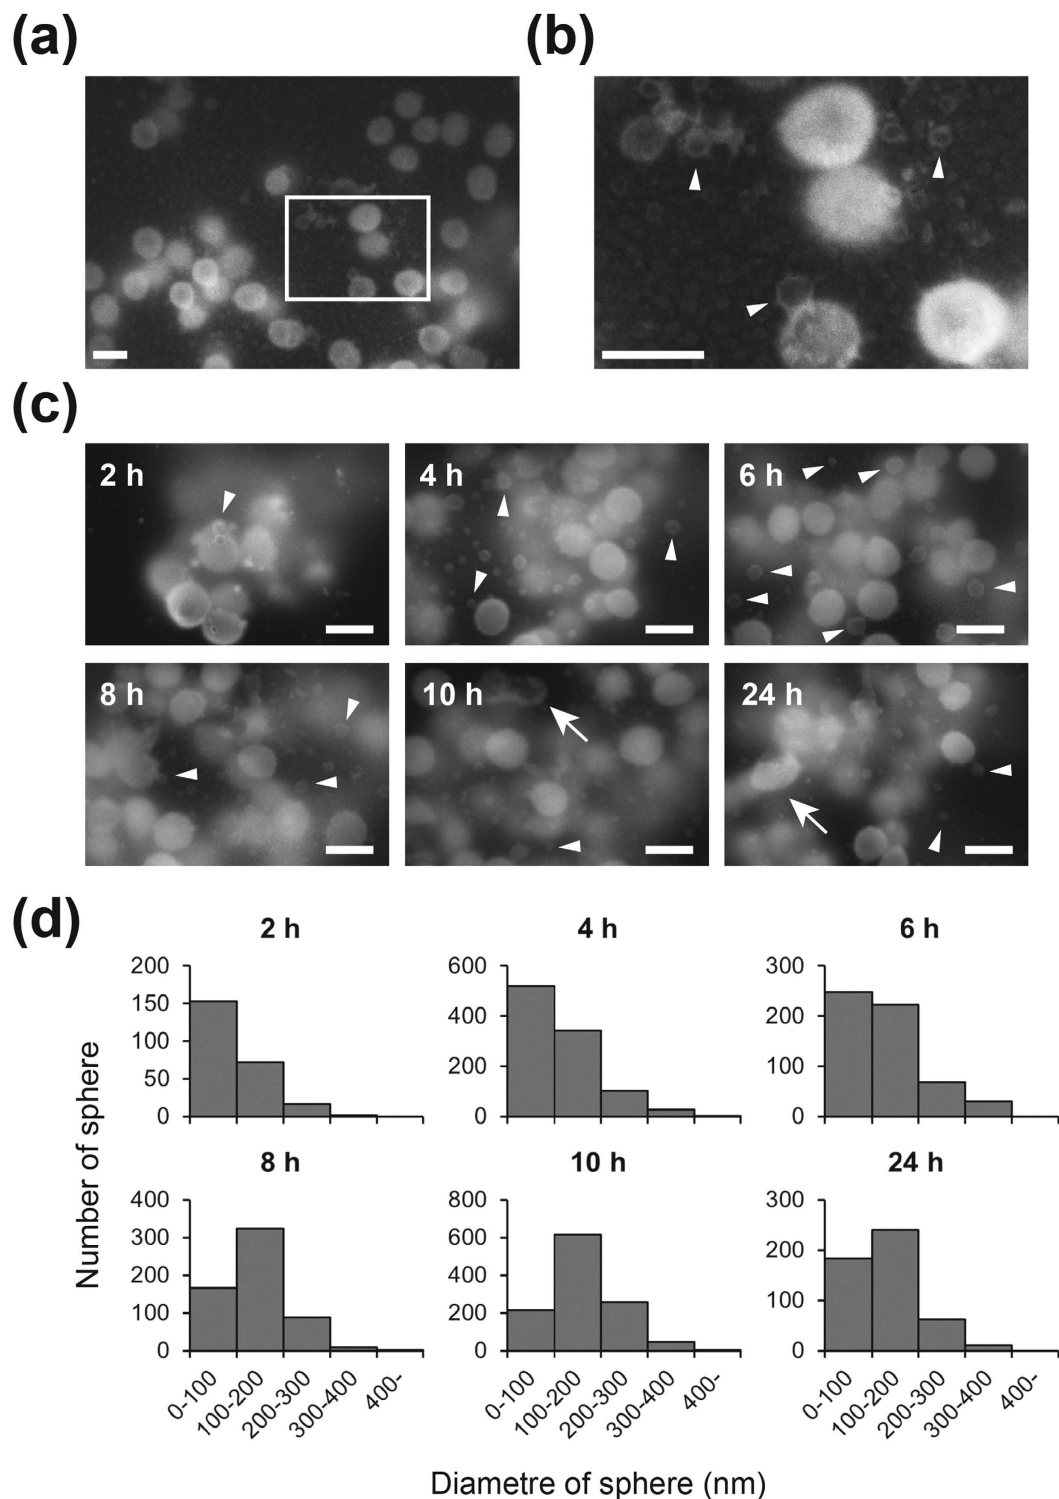 (a) (b)
(c)
2 h 4 h 6 h
8 h 10 h 24 h
(d)
2 h 4 h 6 h
200 600 300
150 400 200
100 200 100
50 0 0
0
8 h 10 h 24 h
400 800 300
300 600 200
200 400 100
100 200 0
0 0
Number of sphere
0-100 100-200 200-300 300-400 400- 0-100 100-200 200-300 300-400 400- 0-100 100-200 200-300 300-400 400-
Diametre of sphere (nm)